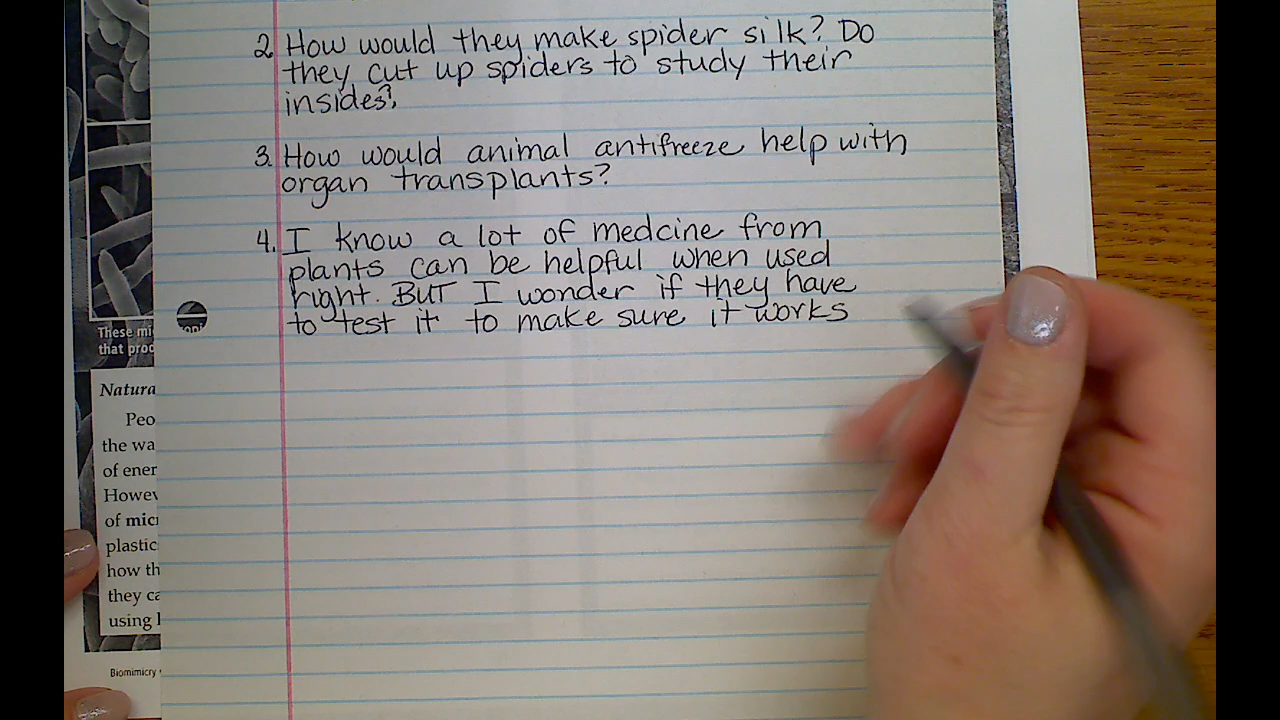 2. How would they make spider silk? Do
they cut up spiders to study their
insides?
3. How would animal antifreeze help with
organ transplants?
4. I know a lot of medcine from
plants can be helpful when used
right. BUT I wonder if they have
to test it to make sure it works
These mi
that prod
Natura
Peo
the wa
of ener
Howev
of micr
plastic
how th
they ca
using
Biomimicry